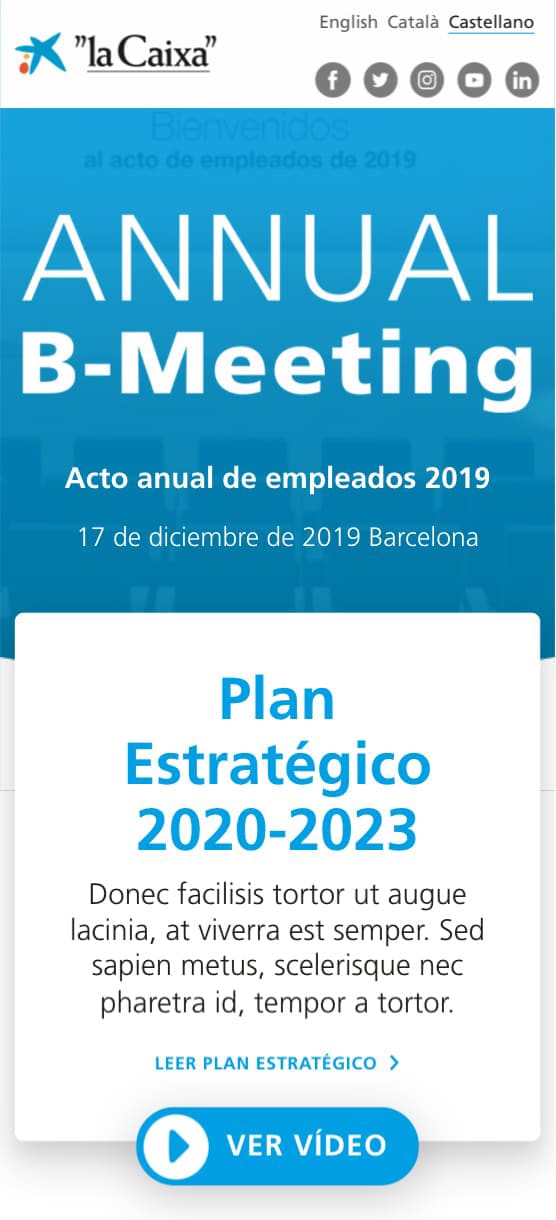 English Català Castellano
"la Caixa"
Bienvenidos
al acto de empleados de 2019
ANNUAL
B-Meeting
Acto anual de empleados 2019
17 de diciembre de 2019 Barcelona
Plan
Estratégico
2020-2023
Donec facilisis tortor ut augue
lacinia, at viverra est semper. Sed
sapien metus, scelerisque nec
pharetra id, tempor a tortor.
LEER PLAN ESTRATÉGICO
VER VÍDEO